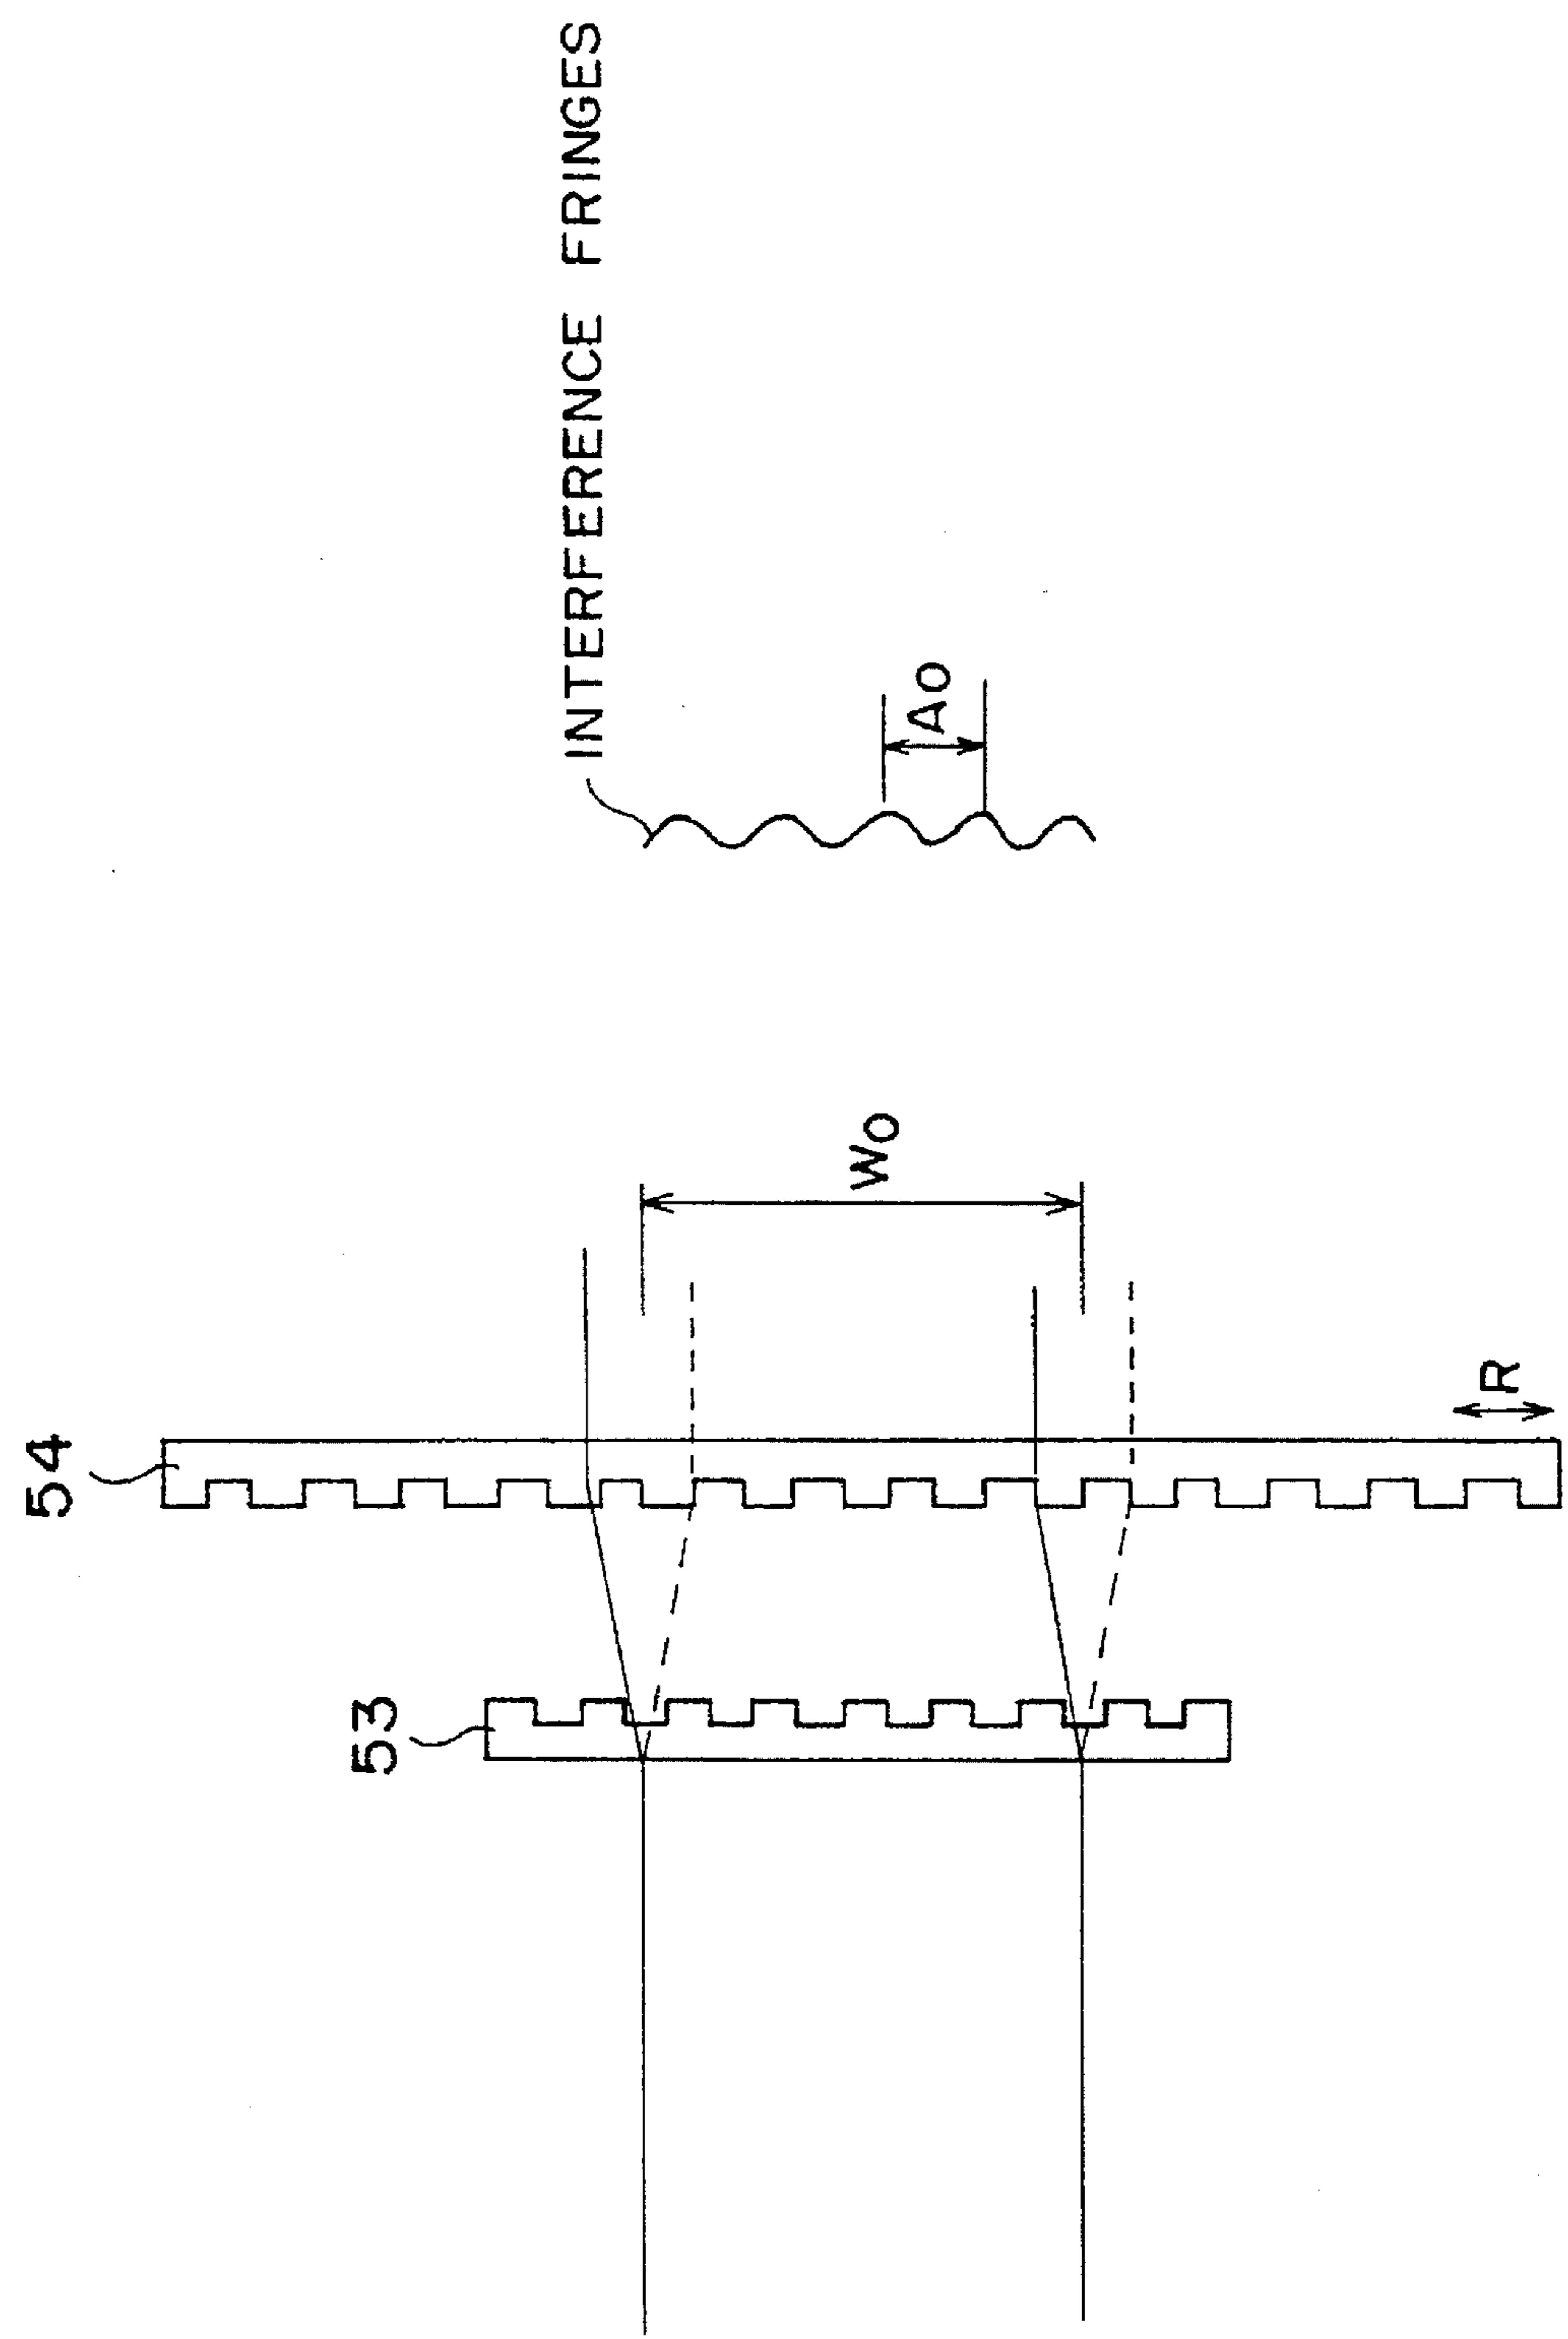 53
54
R
Wo
Ao
INTERFERENCE FRINGES